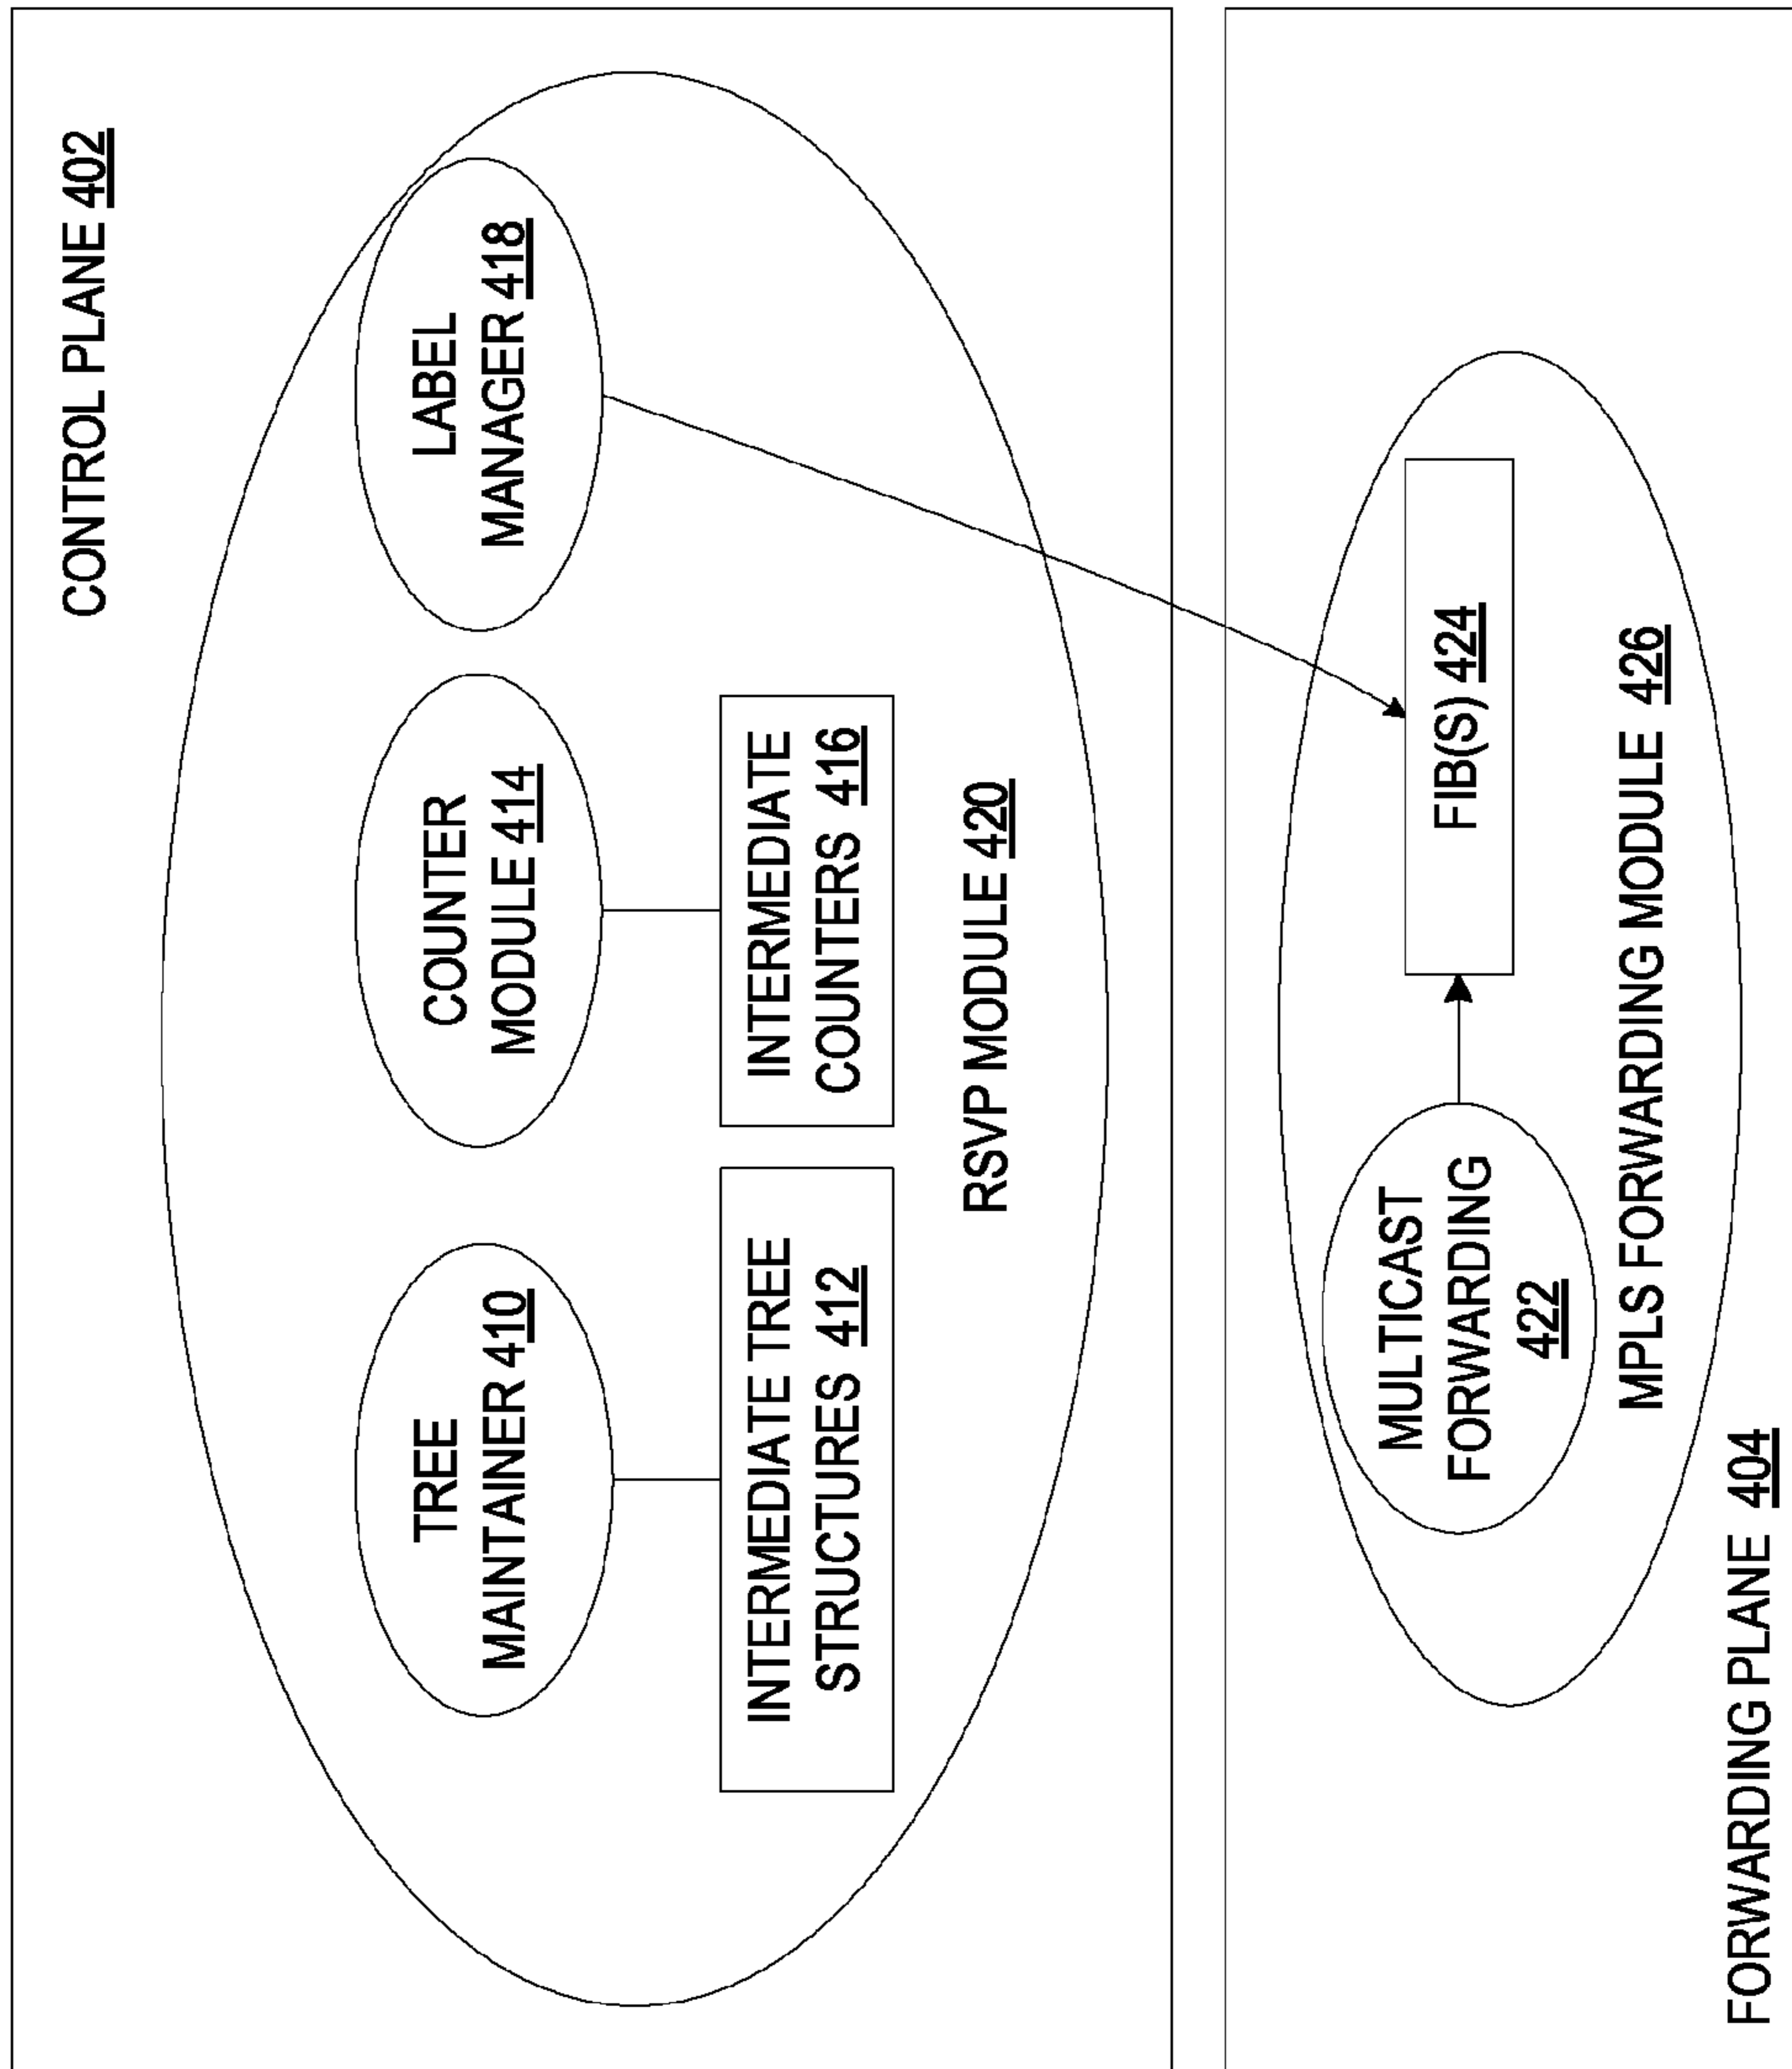 CONTROL PLANE 402
TREE
MAINTAINER 410
COUNTER
MODULE 414
LABEL
MANAGER 418
INTERMEDIATE TREE
STRUCTURES 412
INTERMEDIATE
COUNTERS 416
RSVP MODULE 420
MULTICAST
FORWARDING
422
FIB(S) 424
MPLS FORWARDING MODULE 426
FORWARDING PLANE 404